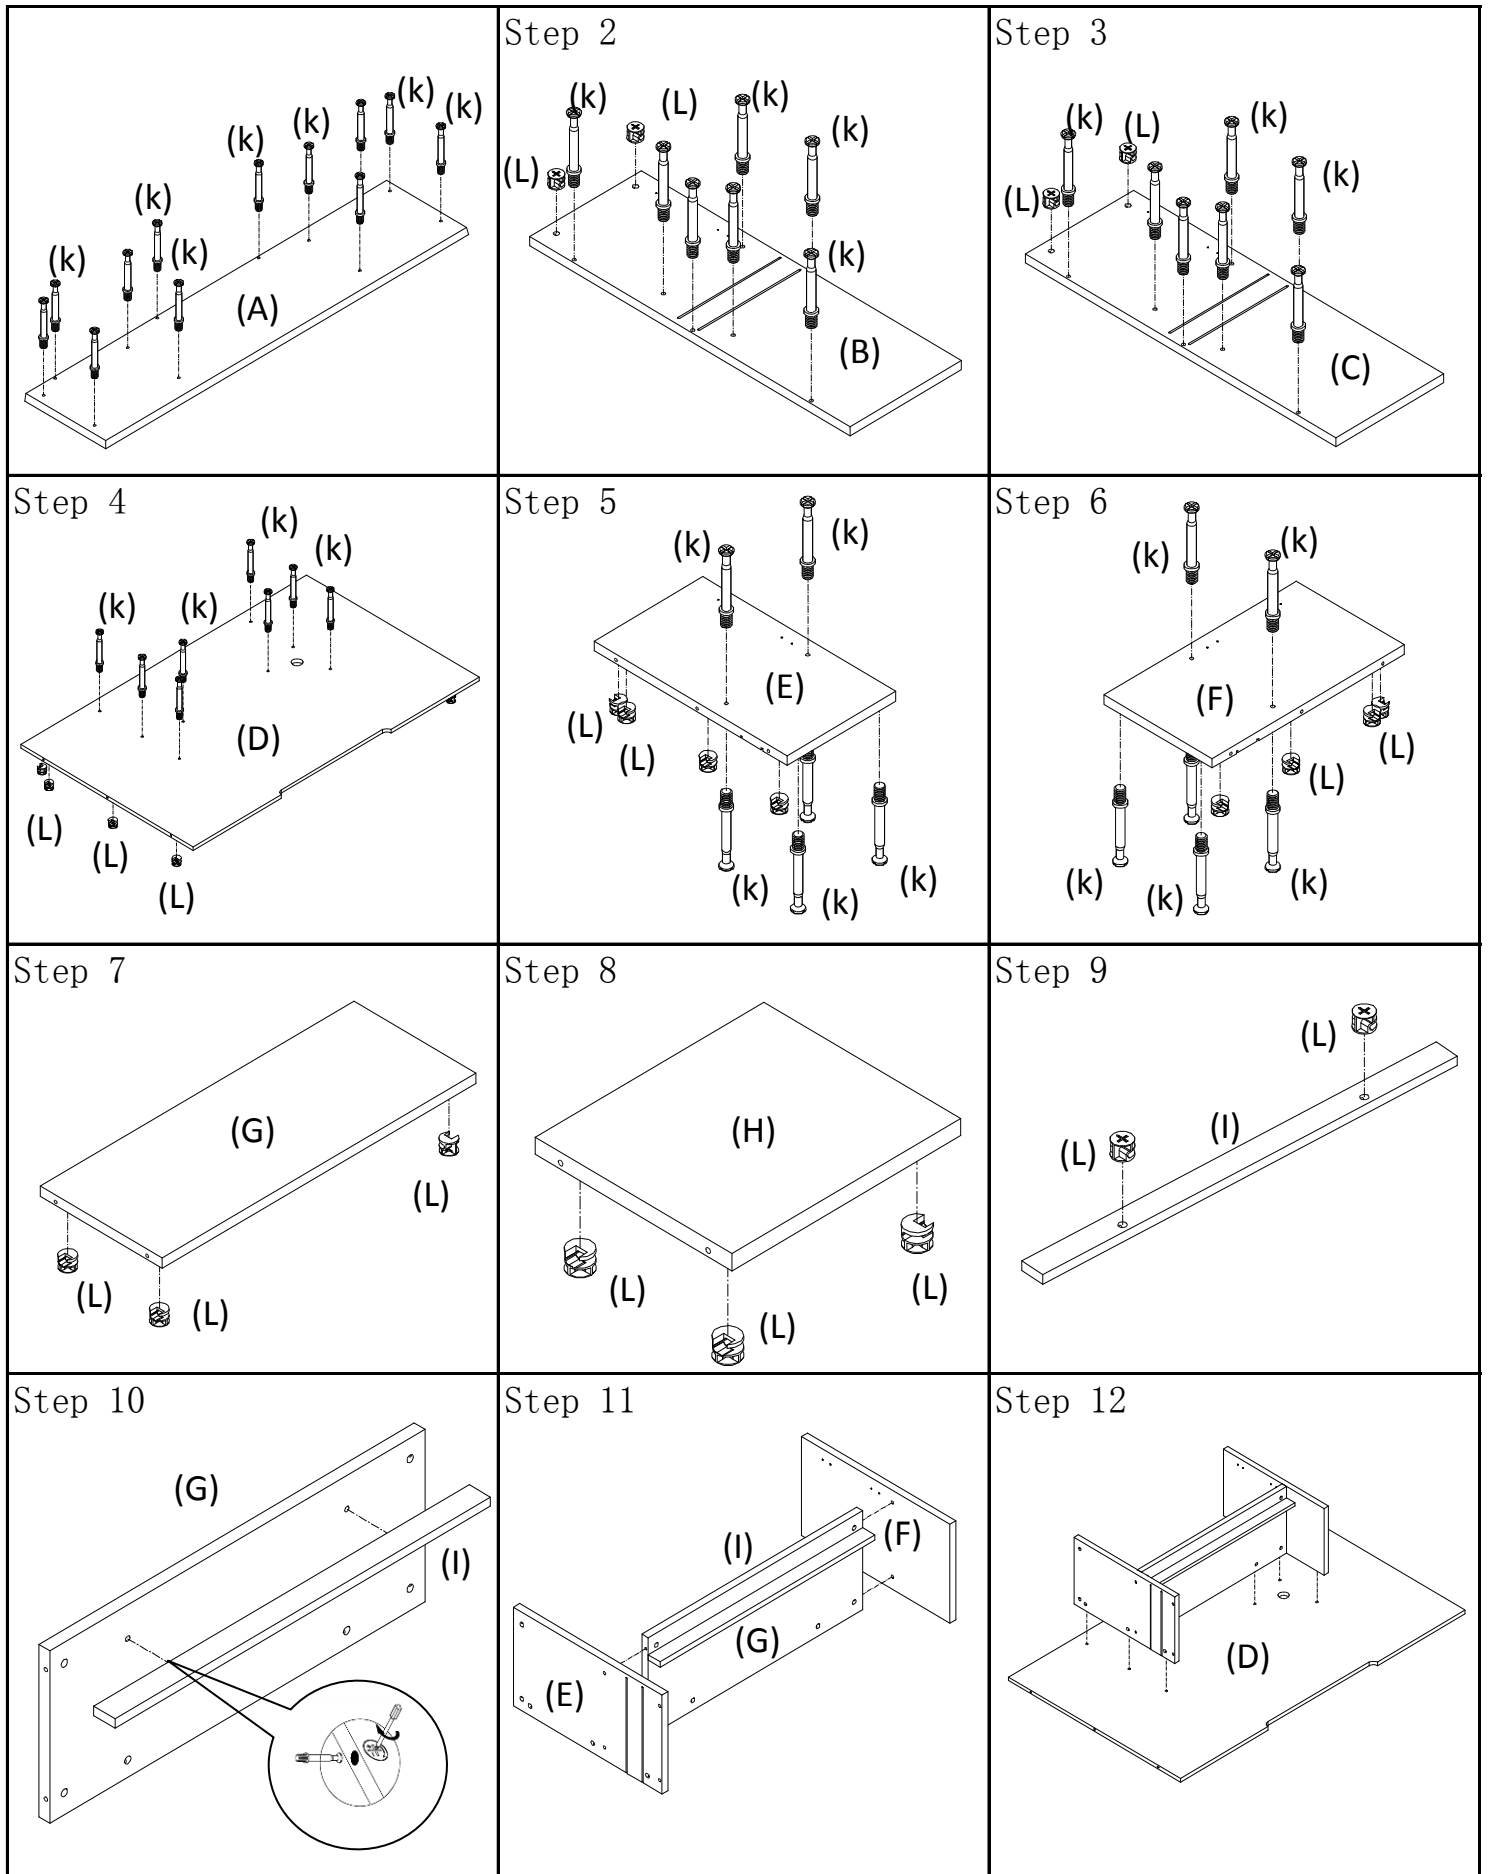 (k)
(k)
(k)
(k)
(k)
(k)
(k)
(A)
Step 2
(k)
(L)
(k)
(k)
(L)
(k)
(B)
Step 3
(k)
(L)
(k)
(k)
(L)
(C)
Step 4
(k)
(k)
(k)
(k)
(D)
(L)
(L)
(L)
Step 5
(k)
(k)
(E)
(L)
(L)
(k)
(k)
(k)
Step 6
(k)
(k)
(F)
(L)
(L)
(k)
(k)
(k)
Step 7
(G)
(L)
(L)
(L)
Step 8
(H)
(L)
(L)
(L)
Step 9
(L)
(I)
(L)
Step 10
(G)
(I)
Step 11
(F)
(I)
(G)
(E)
Step 12
(D)